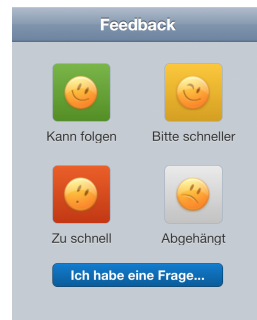 Feedback
Kann folgen
Bitte schneller
Zu schnell
Abgehängt
Ich habe eine Frage...